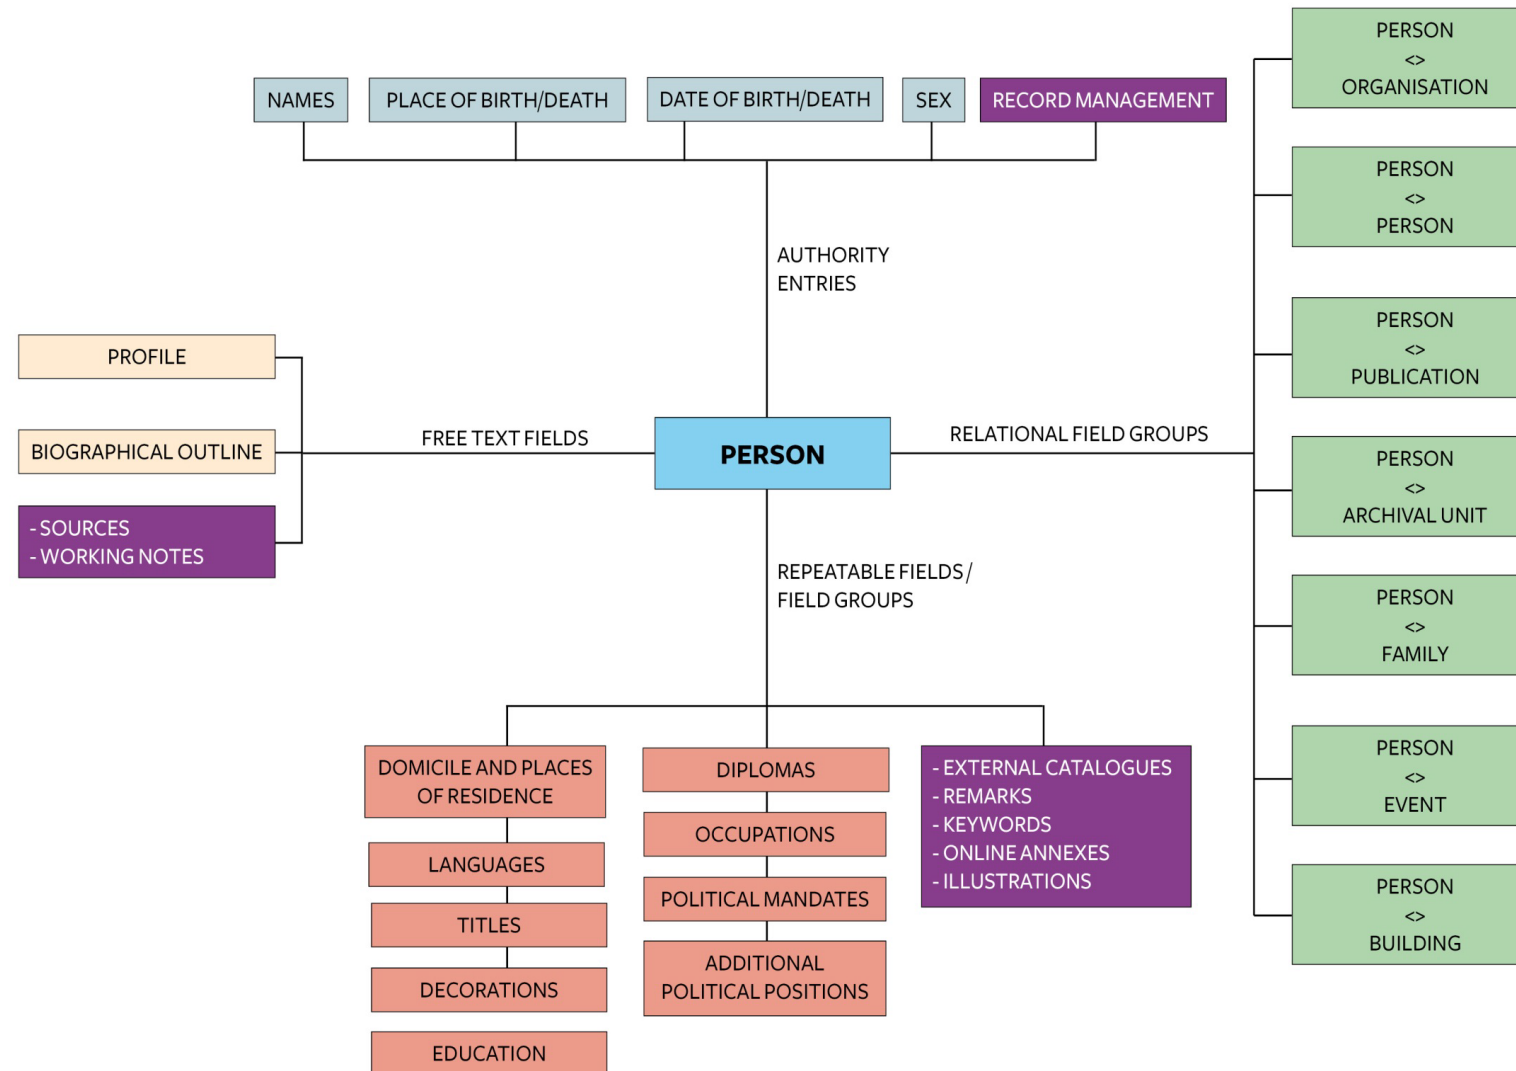 NAMES
PLACE OF BIRTH/DEATH
DATE OF BIRTH/DEATH
SEX
RECORD MANAGEMENT
AUTHORITY
ENTRIES
PROFILE
BIOGRAPHICAL OUTLINE
- SOURCES
- WORKING NOTES
FREE TEXT FIELDS
PERSON
RELATIONAL FIELD GROUPS
PERSON
<>
ORGANISATION
PERSON
<>
PERSON
PERSON
<>
PUBLICATION
PERSON
<>
ARCHIVAL UNIT
PERSON
<>
FAMILY
PERSON
<>
EVENT
PERSON
<>
BUILDING
REPEATABLE FIELDS/
FIELD GROUPS
DOMICILE AND PLACES
OF RESIDENCE
LANGUAGES
TITLES
DECORATIONS
EDUCATION
DIPLOMAS
OCCUPATIONS
POLITICAL MANDATES
ADDITIONAL
POLITICAL POSITIONS
- EXTERNAL CATALOGUES
- REMARKS
- KEYWORDS
- ONLINE ANNEXES
- ILLUSTRATIONS